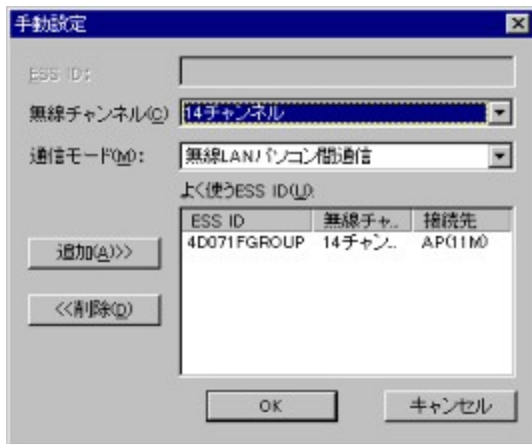 手動設定
ESS ID:
無線チャンネル(C) 14チャンネル
通信モード(M): 無線LANパソコン間通信
よく使うESS ID(U):
ESS ID 無線チャ.. 接続先
4D071FGROUP 14チャン.. AP(11M)
追加(A)>>
<<削除(D)
OK キャンセル